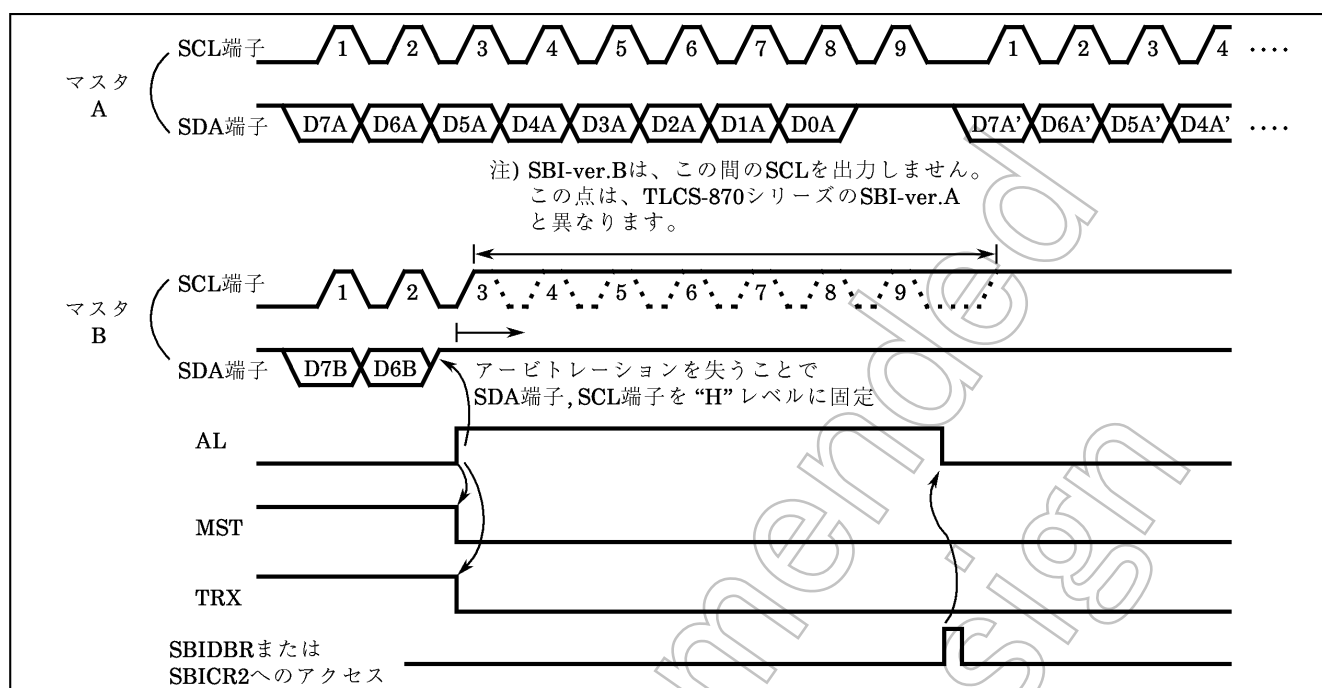 SCL端子 1 2 3 4 5 6 7 8 9 1 2 3 4 ‥‥
マスタ
A
SDA端子 D7A D6A D5A D4A D3A D2A D1A D0A D7A' D6A' D5A' D4A' ‥‥
注) SBI-ver.Bは、この間のSCLを出力しません。
この点は、TLCS-870シリーズのSBI-ver.A
と異なります。
SCL端子 1 2 3 4 5 6 7 8 9
マスタ
B
SDA端子 D7B D6B
アービトレーションを失うことで
SDA端子, SCL端子を “H” レベルに固定
AL
MST
TRX
SBIDBRまたは
SBICR2へのアクセス
mended
sign